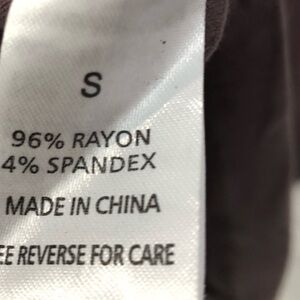 S
96% RAYON
4% SPANDEX
MADE IN CHINA
EE REVERSE FOR CARE